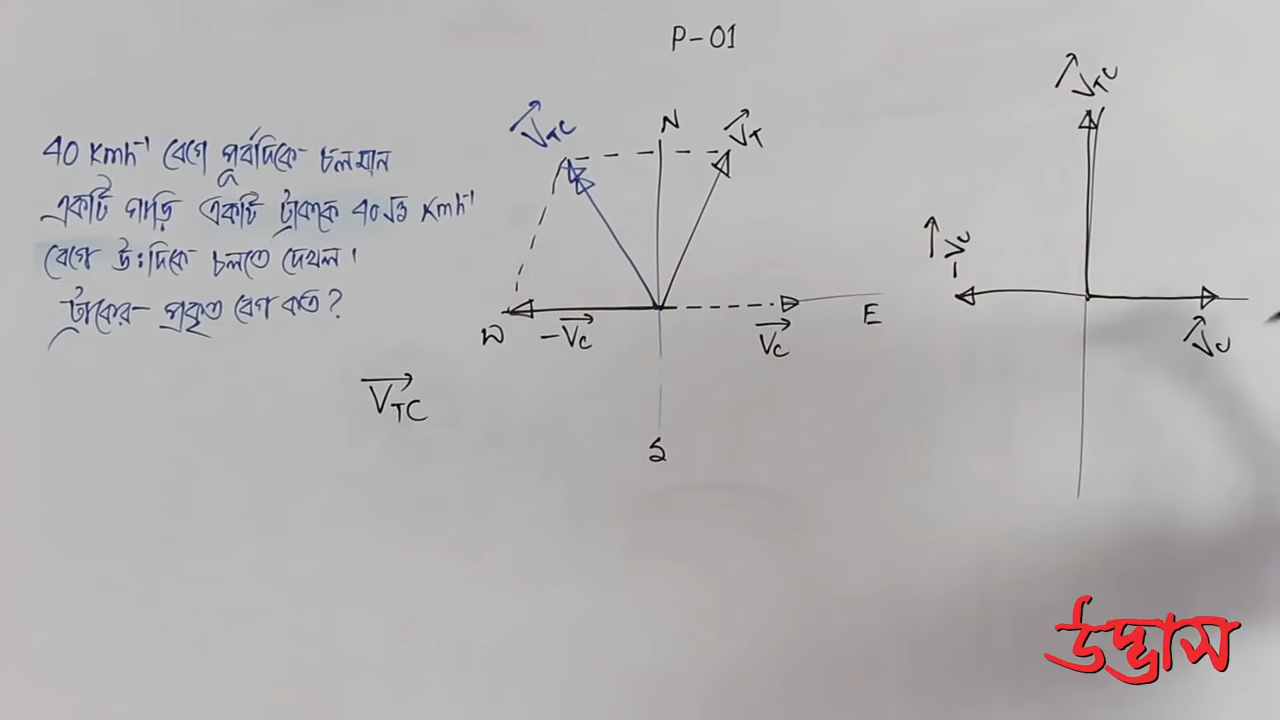 P-01
40 Kmh⁻¹ বেগে পূর্বদিকে চলমান
একটি গাড়ি একটি ট্রাককে 40√3 Kmh⁻¹
বেগে উঃদিকে চলতে দেখল।
ট্রাকের প্রকৃত বেগ কত?
V⃗TC
V⃗TC
N
V⃗T
W
-V⃗C
V⃗C
E
S
V⃗TC
-V⃗C
V⃗C
উদ্ভাস